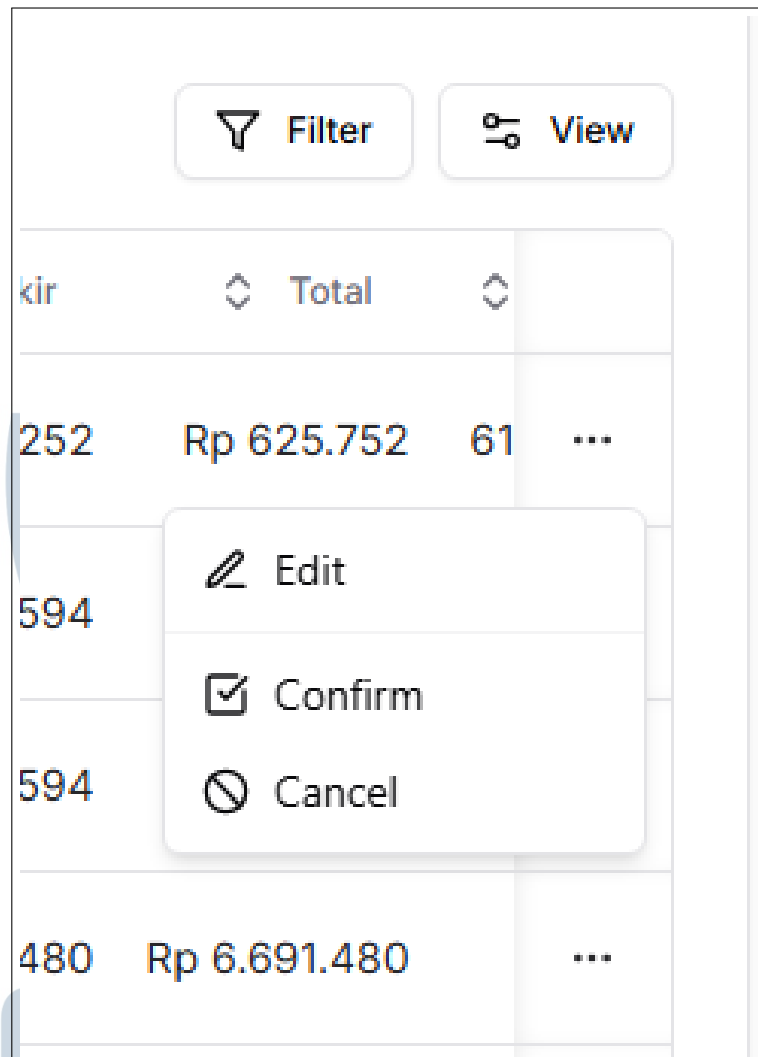 Filter View
kir Total
252 Rp 625.752 61 ...
Edit
594
Confirm
594
Cancel
480 Rp 6.691.480 ...